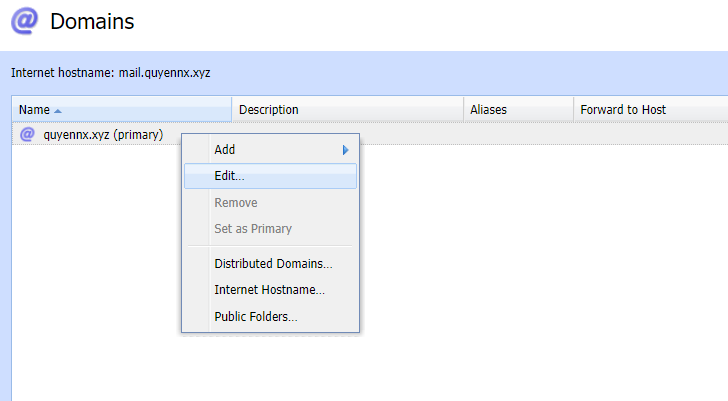 Domains
Internet hostname: mail.quyennx.xyz
Name Description Aliases Forward to Host
quyennx.xyz (primary)
Add
Edit...
Remove
Set as Primary
Distributed Domains...
Internet Hostname...
Public Folders...